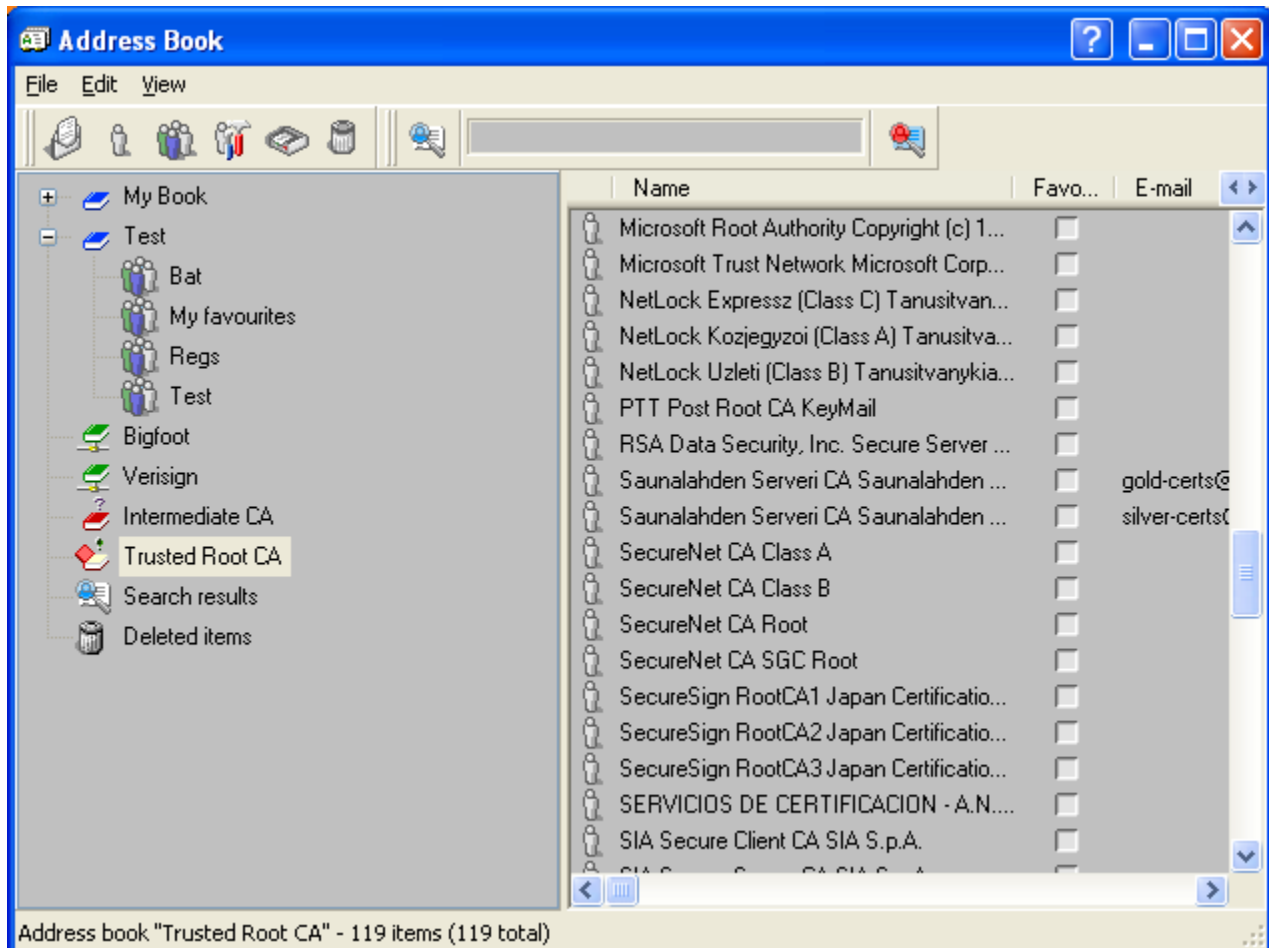 Address Book
File Edit View
My Book
Test
Bat
My favourites
Regs
Test
Bigfoot
Verisign
Intermediate CA
Trusted Root CA
Search results
Deleted items
Name Favo... E-mail
Microsoft Root Authority Copyright (c) 1...
Microsoft Trust Network Microsoft Corp...
NetLock Expressz (Class C) Tanusitvan...
NetLock Kozjegyzoi (Class A) Tanusitva...
NetLock Uzleti (Class B) Tanusitvanykia...
PTT Post Root CA KeyMail
RSA Data Security, Inc. Secure Server ...
Saunalahden Serveri CA Saunalahden ... gold-certs@
Saunalahden Serveri CA Saunalahden ... silver-certs@
SecureNet CA Class A
SecureNet CA Class B
SecureNet CA Root
SecureNet CA SGC Root
SecureSign RootCA1 Japan Certificatio...
SecureSign RootCA2 Japan Certificatio...
SecureSign RootCA3 Japan Certificatio...
SERVICIOS DE CERTIFICACION - A.N....
SIA Secure Client CA SIA S.p.A.
Address book "Trusted Root CA" - 119 items (119 total)